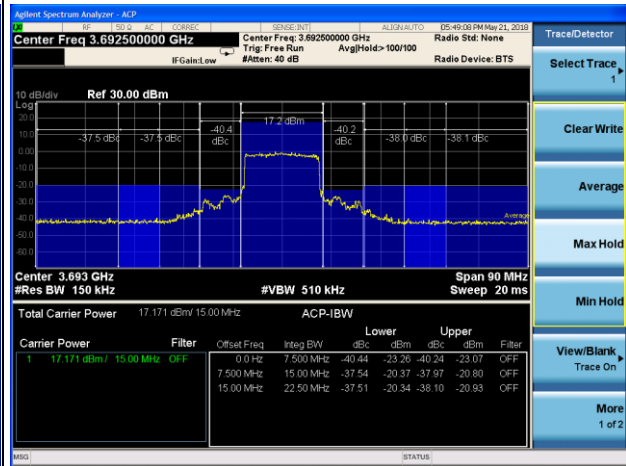 Agilent Spectrum Analyzer - ACP
RF 50 Ω AC CORREC SENSE:INT ALIGN AUTO 05:49:08 PM May 21, 2018
Center Freq 3.692500000 GHz
Center Freq: 3.692500000 GHz
Radio Std: None
Trig: Free Run Avg|Hold:>100/100
IFGain:Low #Atten: 40 dB Radio Device: BTS
10 dB/div Ref 30.00 dBm
Log
20.0
10.0
0.00
-10.0
-20.0
-30.0
-40.0
-50.0
-60.0
17.2 dBm
-37.5 dBc -37.5 dBc -40.4 dBc -40.2 dBc -38.0 dBc -38.1 dBc
Average
Center 3.693 GHz Span 90 MHz
#Res BW 150 kHz #VBW 510 kHz Sweep 20 ms
Total Carrier Power 17.171 dBm/ 15.00 MHz ACP-IBW
Lower Upper
Carrier Power Filter Offset Freq Integ BW dBc dBm dBc dBm Filter
1 17.171 dBm / 15.00 MHz OFF 0.0 Hz 7.500 MHz -40.44 -23.26 -40.24 -23.07 OFF
7.500 MHz 15.00 MHz -37.54 -20.37 -37.97 -20.80 OFF
15.00 MHz 22.50 MHz -37.51 -20.34 -38.10 -20.93 OFF
MSG STATUS
Trace/Detector
Select Trace
1
Clear Write
Average
Max Hold
Min Hold
View/Blank
Trace On
More
1 of 2